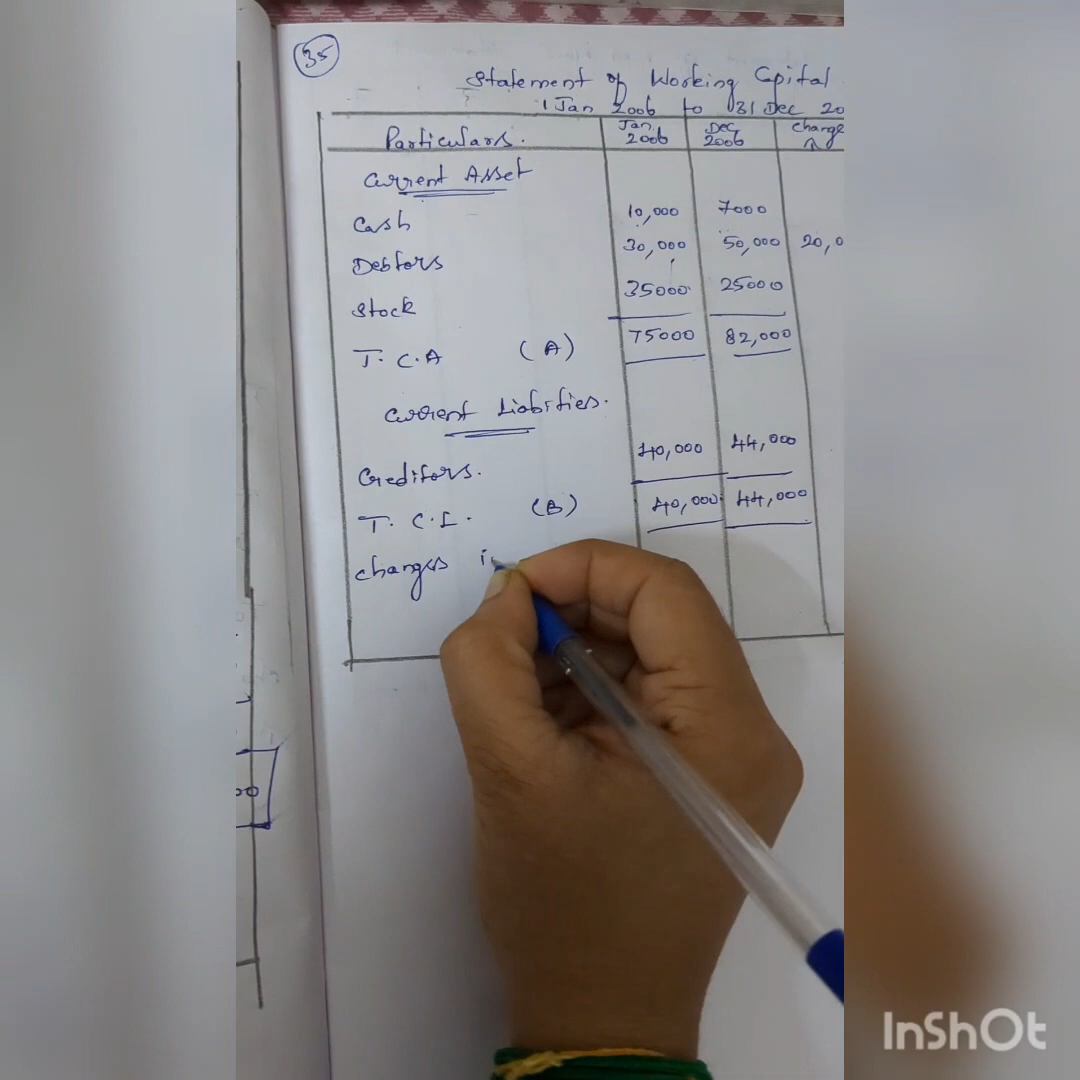 35
Statement of Working Capital
1 Jan 2006 to 31 Dec 20
Particulars. Jan 2006 Dec 2006 change ↑
Current Asset
Cash 10,000 7000
Debtors 30,000 50,000 20,0
Stock 35000 25000
T. C. A (A) 75000 82,000
Current Liabities.
Creditors. 40,000 44,000
T. C. L. (B) 40,000 44,000
changes i
00
InShOt